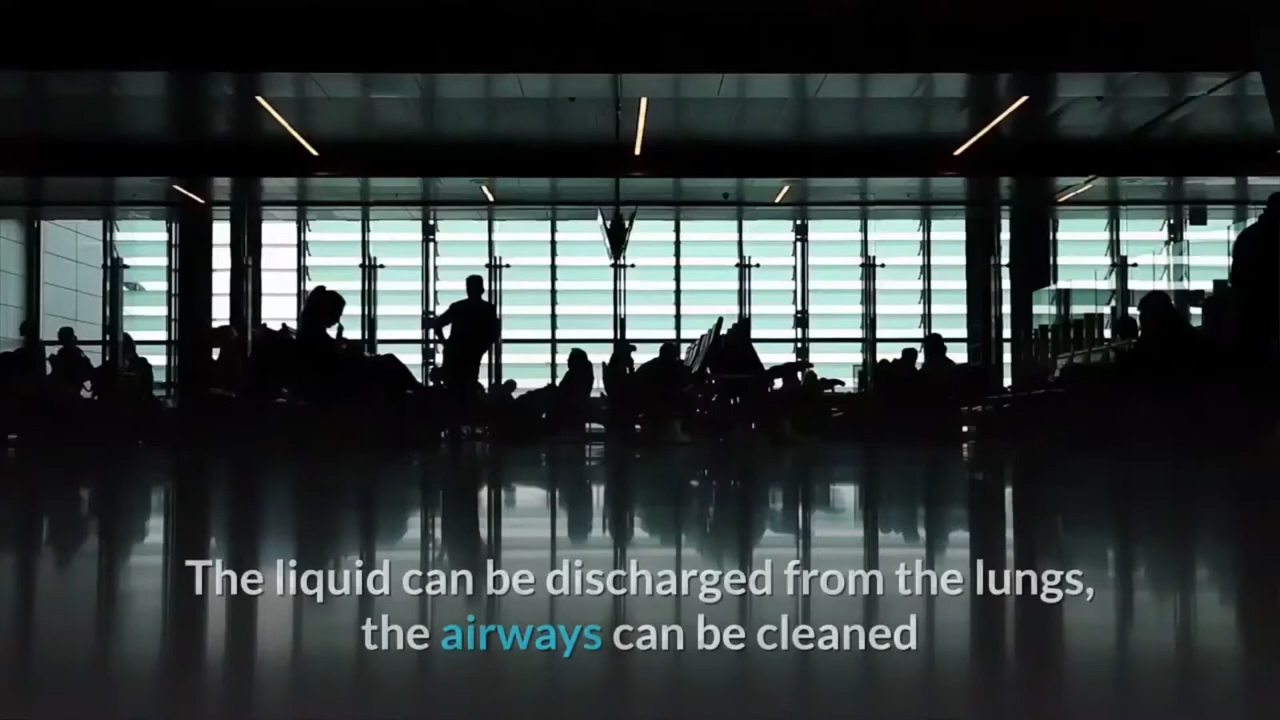 The liquid can be discharged from the lungs,
the airways can be cleaned